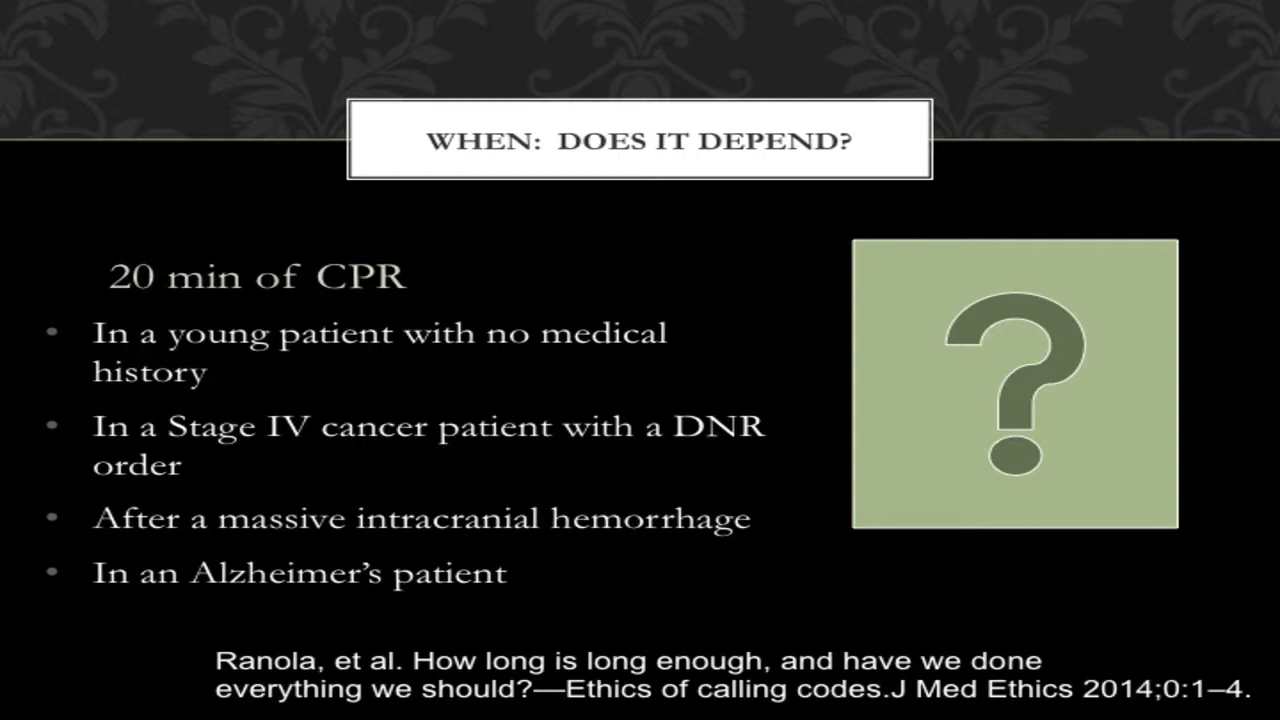 WHEN: DOES IT DEPEND?
20 min of CPR
• In a young patient with no medical
history
• In a Stage IV cancer patient with a DNR
order
• After a massive intracranial hemorrhage
• In an Alzheimer’s patient
?
Ranola, et al. How long is long enough, and have we done
everything we should?—Ethics of calling codes.J Med Ethics 2014;0:1–4.